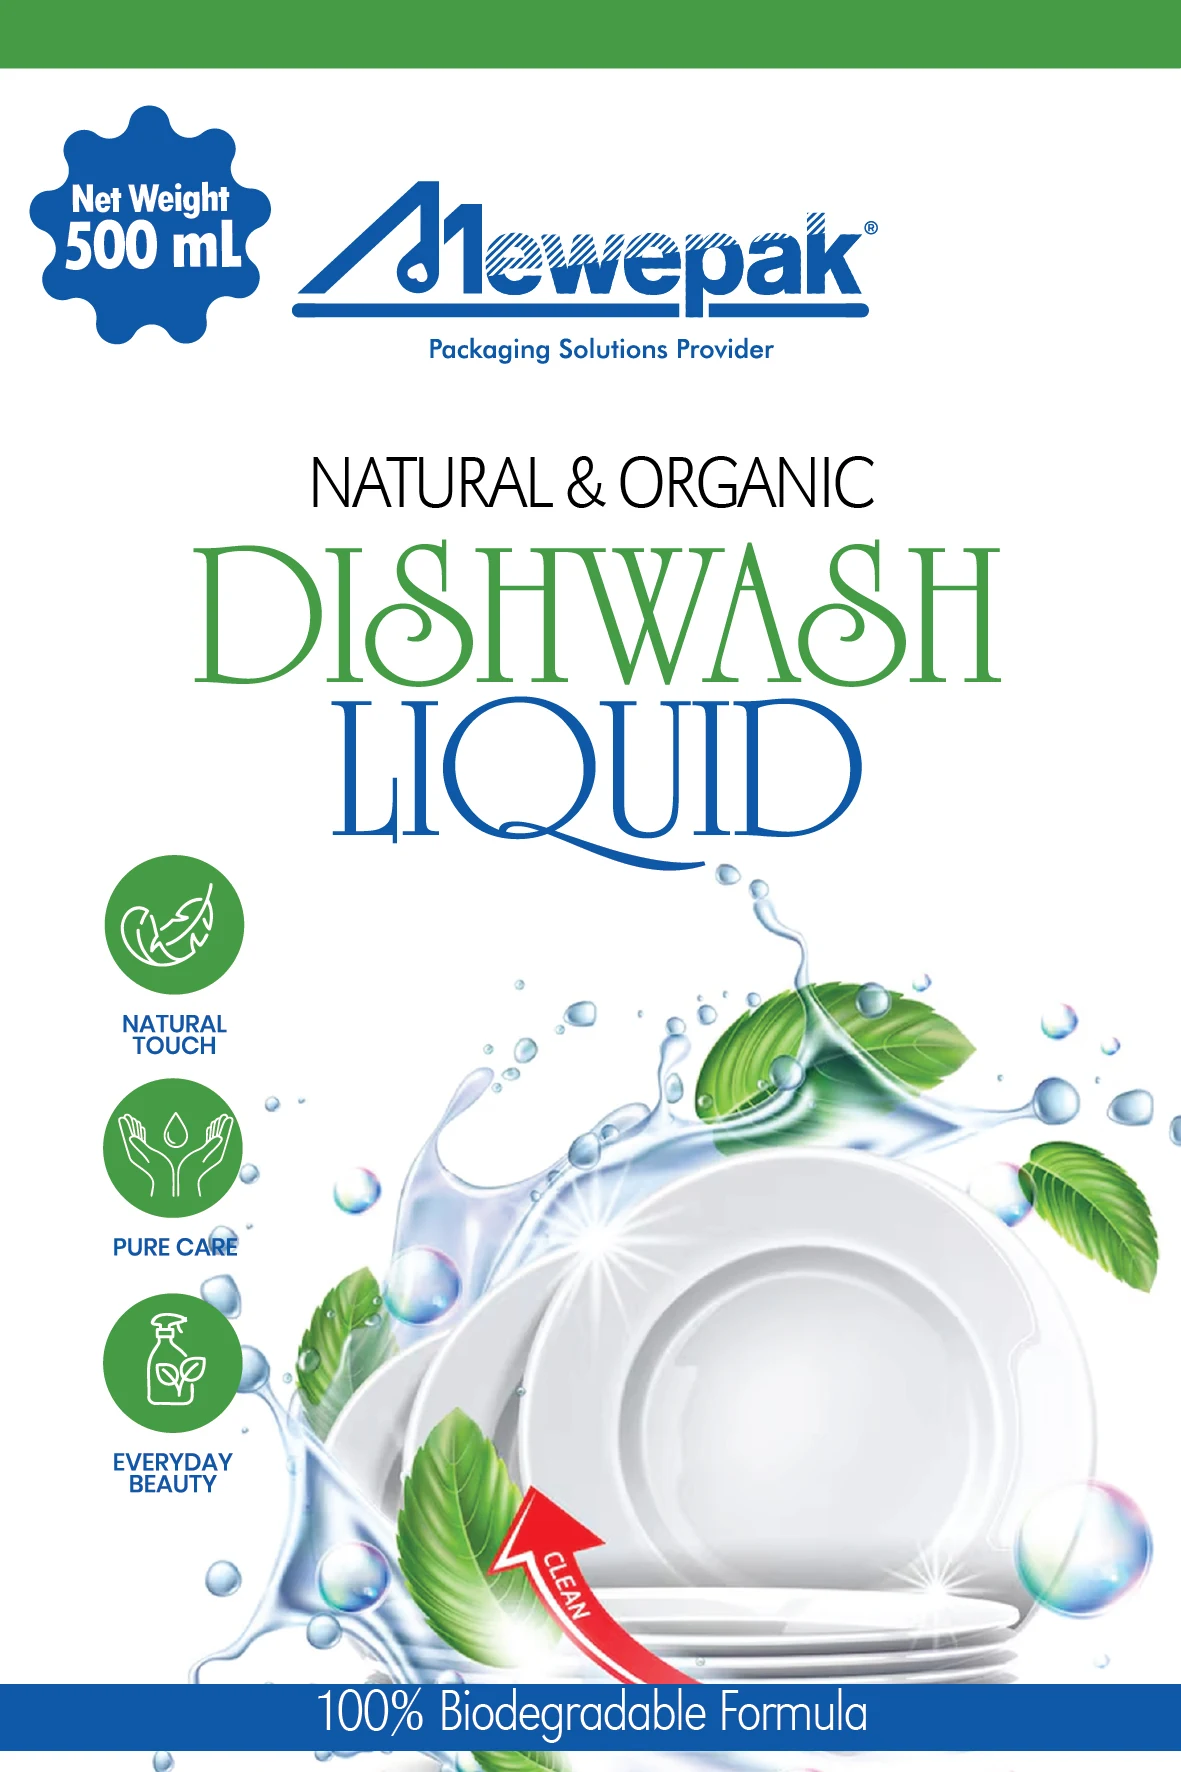 Net Weight
500 mL
Mewepak®
Packaging Solutions Provider
NATURAL & ORGANIC
DISHWASH
LIQUID
NATURAL
TOUCH
PURE CARE
EVERYDAY
BEAUTY
CLEAN
100% Biodegradable Formula